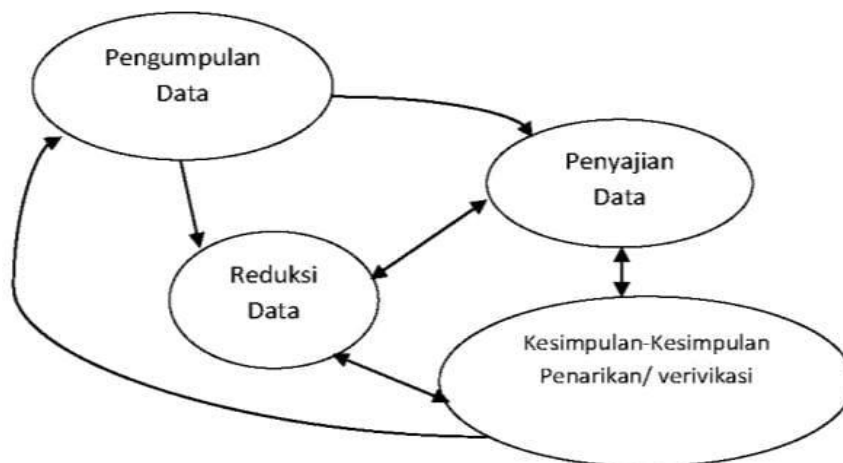 Pengumpulan
Data
Penyajian
Data
Reduksi
Data
Kesimpulan-Kesimpulan
Penarikan/ verivikasi